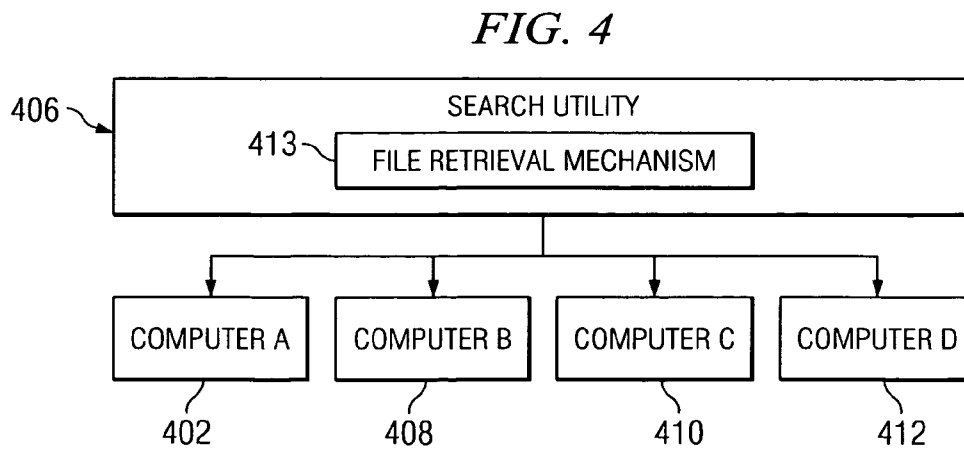 FIG. 4
406
SEARCH UTILITY
413
FILE RETRIEVAL MECHANISM
COMPUTER A
COMPUTER B
COMPUTER C
COMPUTER D
402
408
410
412